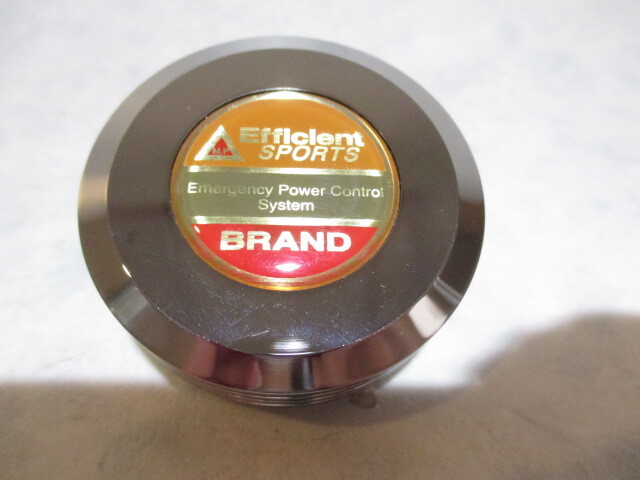 M.P.
Efficient
SPORTS
Emergency Power Control
System
BRAND